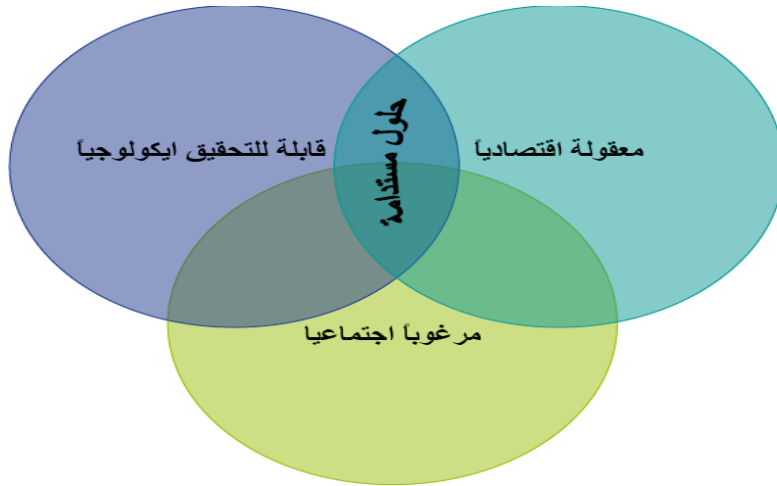 حلول مستدامة
معقولة اقتصادياً
قابلة للتحقيق ايكولوجياً
مرغوباً اجتماعيا